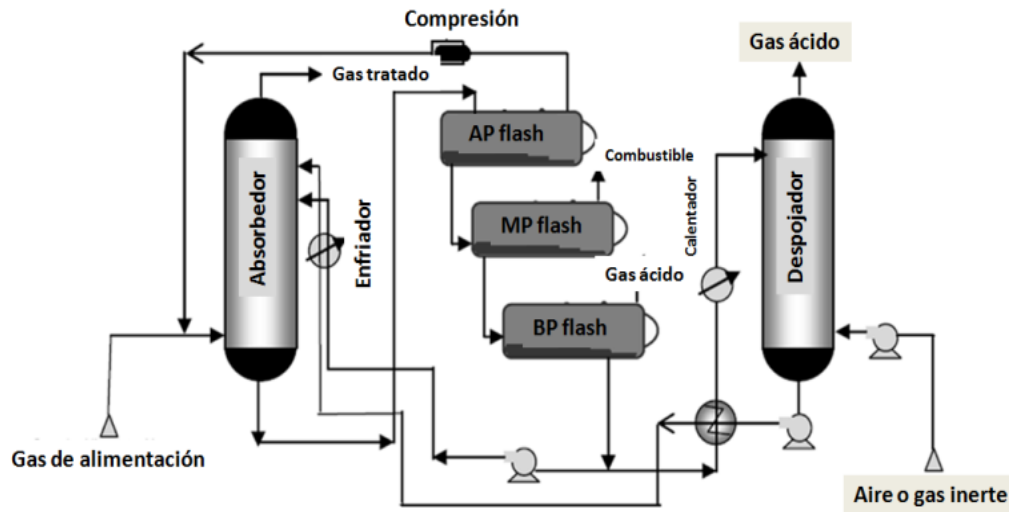 Compresión
Gas ácido
Gas tratado
AP flash
Combustible
Absorbedor
Enfriador
MP flash
Calentador
Despojador
Gas ácido
BP flash
Gas de alimentación
Aire o gas inerte